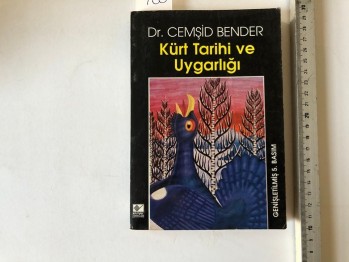 Dr. CEMŞİD BENDER
Kürt Tarihi ve
Uygarlığı
GENİŞLETİLMİŞ 5. BASIM